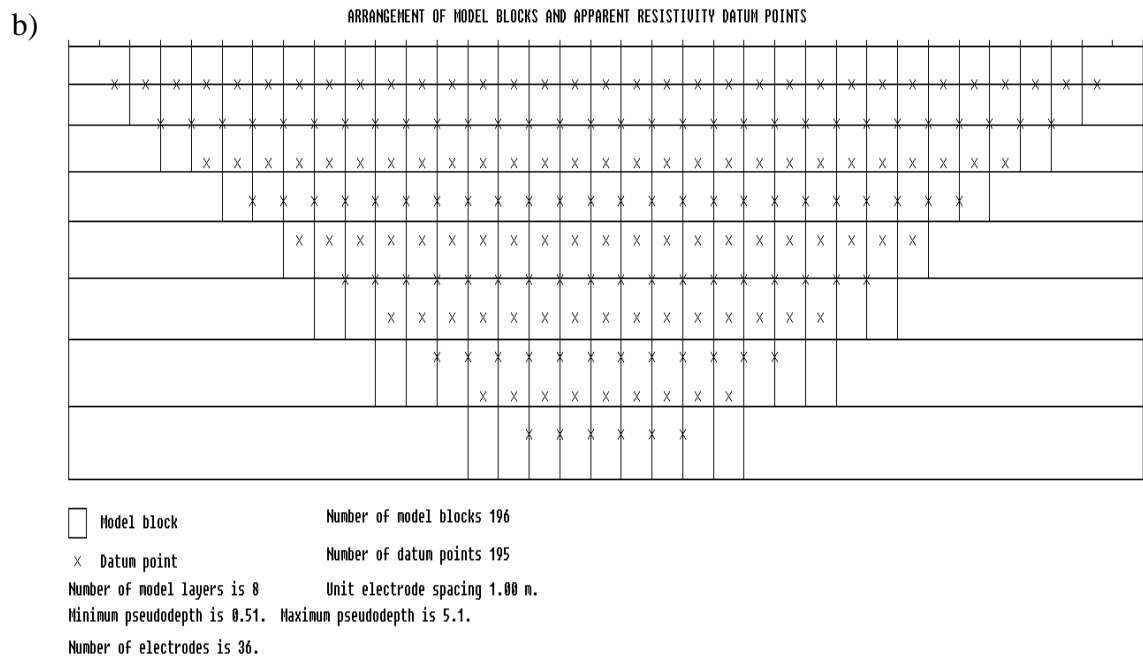 b)
ARRANGEMENT OF MODEL BLOCKS AND APPARENT RESISTIVITY DATUM POINTS
Model block
Number of model blocks 196
x Datum point
Number of datum points 195
Number of model layers is 8
Unit electrode spacing 1.00 m.
Minimum pseudodepth is 0.51. Maximum pseudodepth is 5.1.
Number of electrodes is 36.